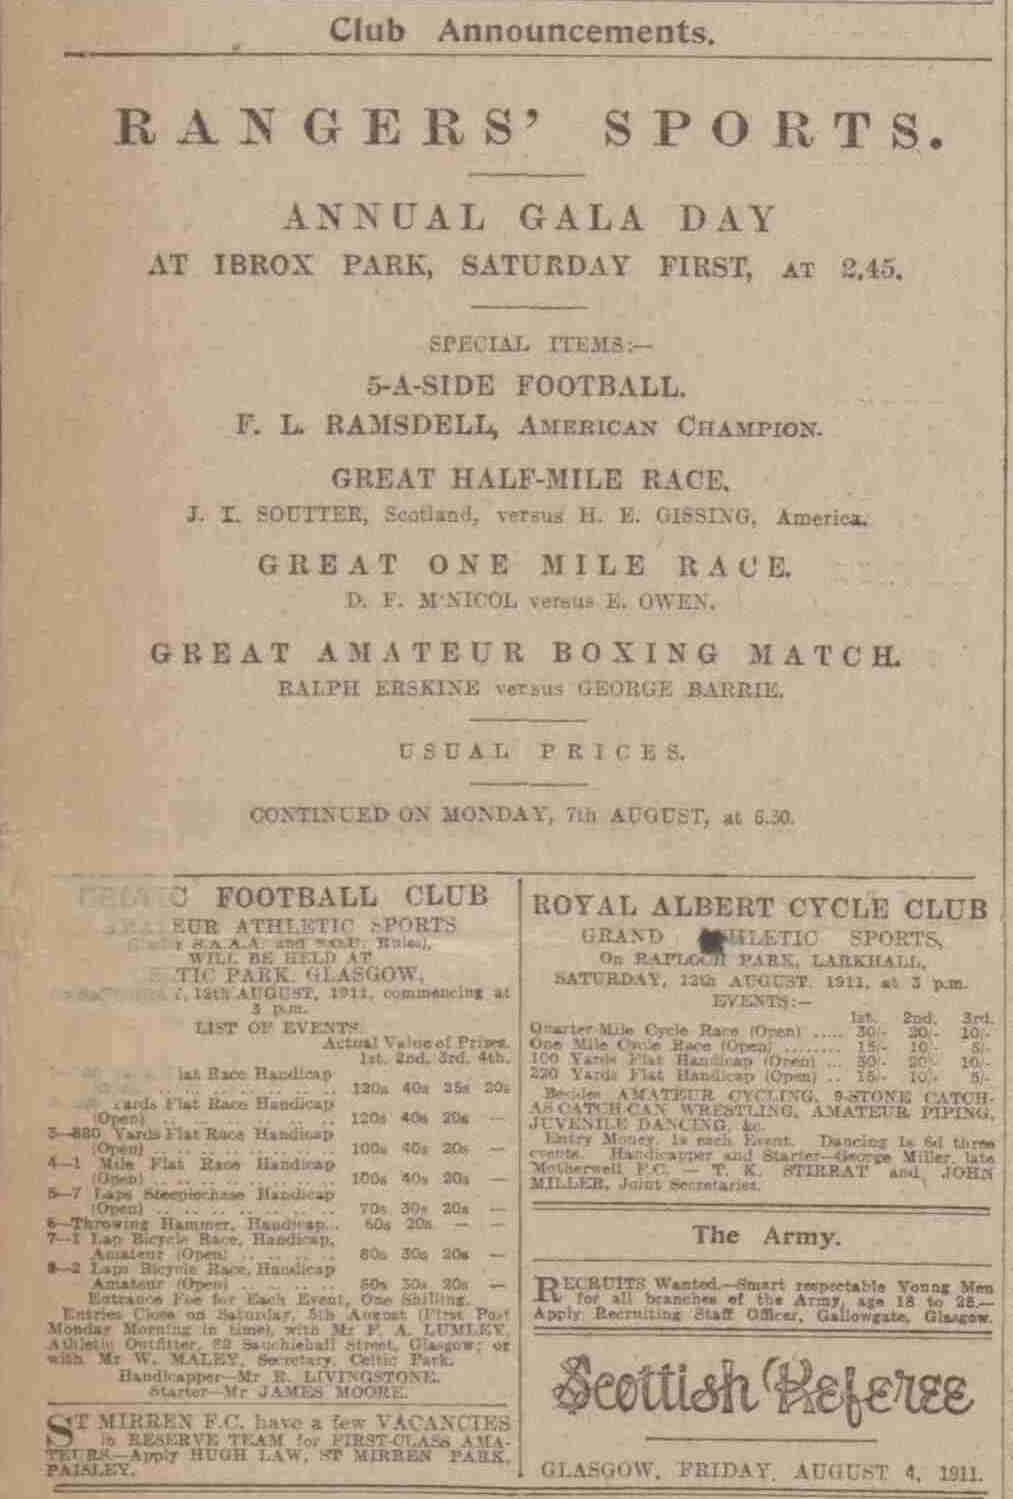 Club Announcements.
RANGERS' SPORTS.
ANNUAL GALA DAY
AT IBROX PARK, SATURDAY FIRST, AT 2.45.
SPECIAL ITEMS:—
5-A-SIDE FOOTBALL.
F. L. RAMSDELL, AMERICAN CHAMPION.
GREAT HALF-MILE RACE.
J. I. SOUTTER, Scotland, versus H. E. GISSING, America.
GREAT ONE MILE RACE.
D. F. M'NICOL versus E. OWEN.
GREAT AMATEUR BOXING MATCH.
RALPH ERSKINE versus GEORGE BARRIE.
USUAL PRICES.
CONTINUED ON MONDAY, 7th AUGUST, at 6.30.
C FOOTBALL CLUB
EUR ATHLETIC SPORTS
S.A.A.A. and Rules),
WILL BE HELD AT
TIC PARK, GLASGOW,
12th AUGUST, 1911, commencing at
3 p.m.
LIST OF EVENTS.
Actual Value of Prizes.
1st. 2nd. 3rd. 4th.
lat Race Handicap
.. .. .. 120s 40s 25s 20s
ards Flat Race Handicap
(Open) .. .. .. 120s 40s 20s —
3—880 Yards Flat Race Handicap
(Open) .. .. .. 100s 40s 20s —
4—1 Mile Flat Race Handicap
(Open) .. .. .. 100s 40s 20s —
5—7 Laps Steeplechase Handicap
(Open) .. .. .. 70s 30s 20s —
6—Throwing Hammer, Handicap... 60s 20s — —
7—1 Lap Bicycle Race, Handicap,
Amateur (Open) .. .. .. 80s 30s 20s —
8—2 Laps Bicycle Race, Handicap
Amateur (Open) .. .. .. 80s 30s 20s —
Entrance Fee for Each Event, One Shilling.
Entries Close on Saturday, 5th August (First Post
Monday Morning in time), with Mr F. A. LUMLEY,
Athletic Outfitter, Sauchiehall Street, Glasgow; or
with Mr W. MALEY, Secretary, Celtic Park.
Handicapper—Mr R. LIVINGSTONE.
Starter—Mr JAMES MOORE.
ST MIRREN F.C. have a few VACANCIES
in RESERVE TEAM for FIRST-CLASS AMA-
TEURS.—Apply HUGH LAW, ST MIRREN PARK,
PAISLEY.
ROYAL ALBERT CYCLE CLUB
GRAND HLETIC SPORTS,
On RAPLOCH PARK, LARKHALL,
SATURDAY, 12th AUGUST, 1911, at 3 p.m.
EVENTS:—
1st. 2nd. 3rd.
Quarter-Mile Cycle Race (Open) ..... 30/- 20/- 10/-
One Mile Cycle Race (Open) ........ 15/- 10/- 5/-
100 Yards Flat Handicap (Open) ... 30/- 20/- 10/-
220 Yards Flat Handicap (Open) .. 15/- 10/- 5/-
Besides AMATEUR CYCLING, 9-STONE CATCH-
AS-CATCH-CAN WRESTLING, AMATEUR PIPING,
JUVENILE DANCING, &c.
Entry Money, 1s each Event. Dancing 1s 6d three
events. Handicapper and Starter—George Miller, late
Motherwell F.C. — T. K. STIRRAT and JOHN
MILLER, Joint Secretaries.
The Army.
RECRUITS Wanted.—Smart respectable Young Men
for all branches of the Army, age 18 to 25.—
Apply Recruiting Staff Officer, Gallowgate, Glasgow.
Scottish Referee
GLASGOW, FRIDAY, AUGUST 4, 1911.